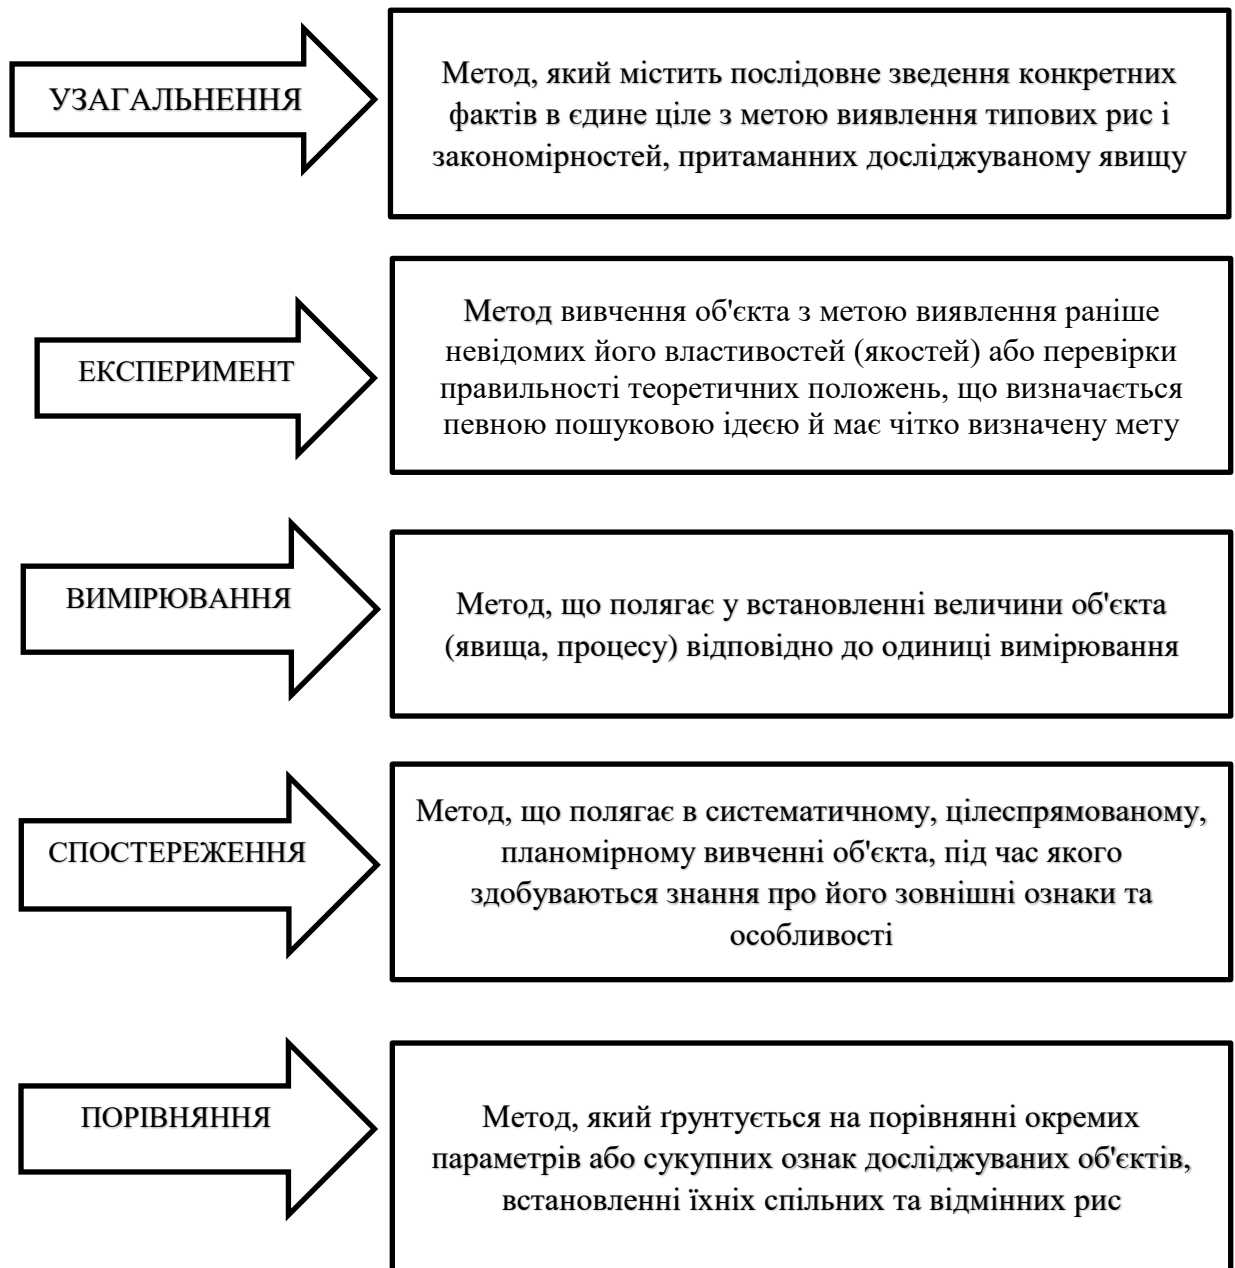 УЗАГАЛЬНЕННЯ
Метод, який містить послідовне зведення конкретних
фактів в єдине ціле з метою виявлення типових рис і
закономірностей, притаманних досліджуваному явищу
ЕКСПЕРИМЕНТ
Метод вивчення об'єкта з метою виявлення раніше
невідомих його властивостей (якостей) або перевірки
правильності теоретичних положень, що визначається
певною пошуковою ідеєю й має чітко визначену мету
ВИМІРЮВАННЯ
Метод, що полягає у встановленні величини об'єкта
(явища, процесу) відповідно до одиниці вимірювання
СПОСТЕРЕЖЕННЯ
Метод, що полягає в систематичному, цілеспрямованому,
планомірному вивченні об'єкта, під час якого
здобуваються знання про його зовнішні ознаки та
особливості
ПОРІВНЯННЯ
Метод, який ґрунтується на порівнянні окремих
параметрів або сукупних ознак досліджуваних об'єктів,
встановленні їхніх спільних та відмінних рис